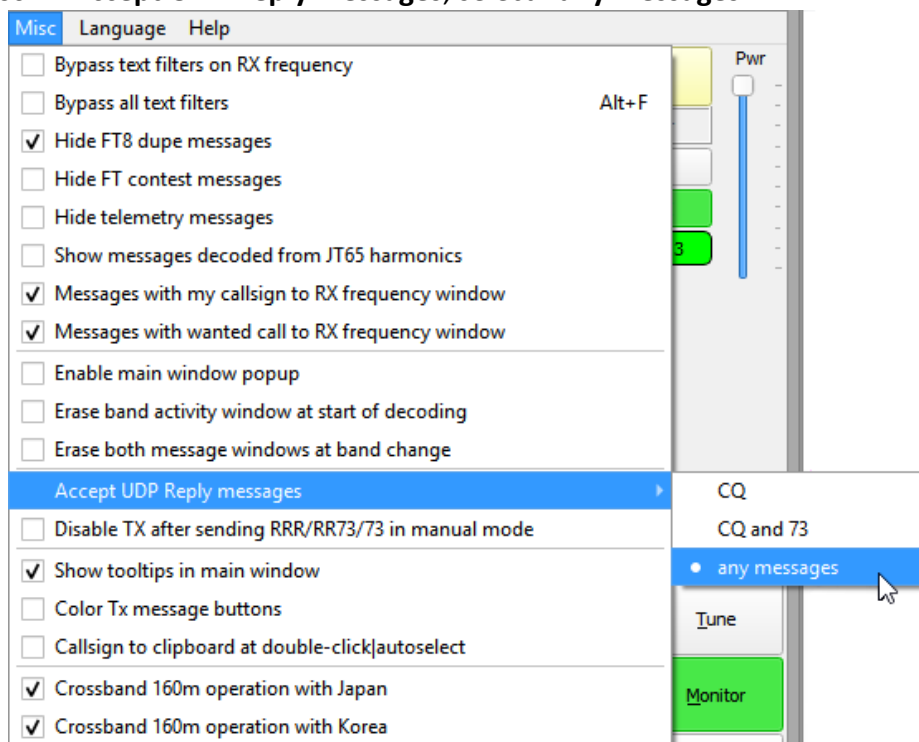 Misc Language Help
Bypass text filters on RX frequency
Bypass all text filters Alt+F
Hide FT8 dupe messages
Hide FT contest messages
Hide telemetry messages
Show messages decoded from JT65 harmonics
Messages with my callsign to RX frequency window
Messages with wanted call to RX frequency window
Enable main window popup
Erase band activity window at start of decoding
Erase both message windows at band change
Accept UDP Reply messages
Disable TX after sending RRR/RR73/73 in manual mode
Show tooltips in main window
Color Tx message buttons
Callsign to clipboard at double-click|autoselect
Crossband 160m operation with Japan
Crossband 160m operation with Korea
Pwr
3
CQ
CQ and 73
any messages
Tune
Monitor